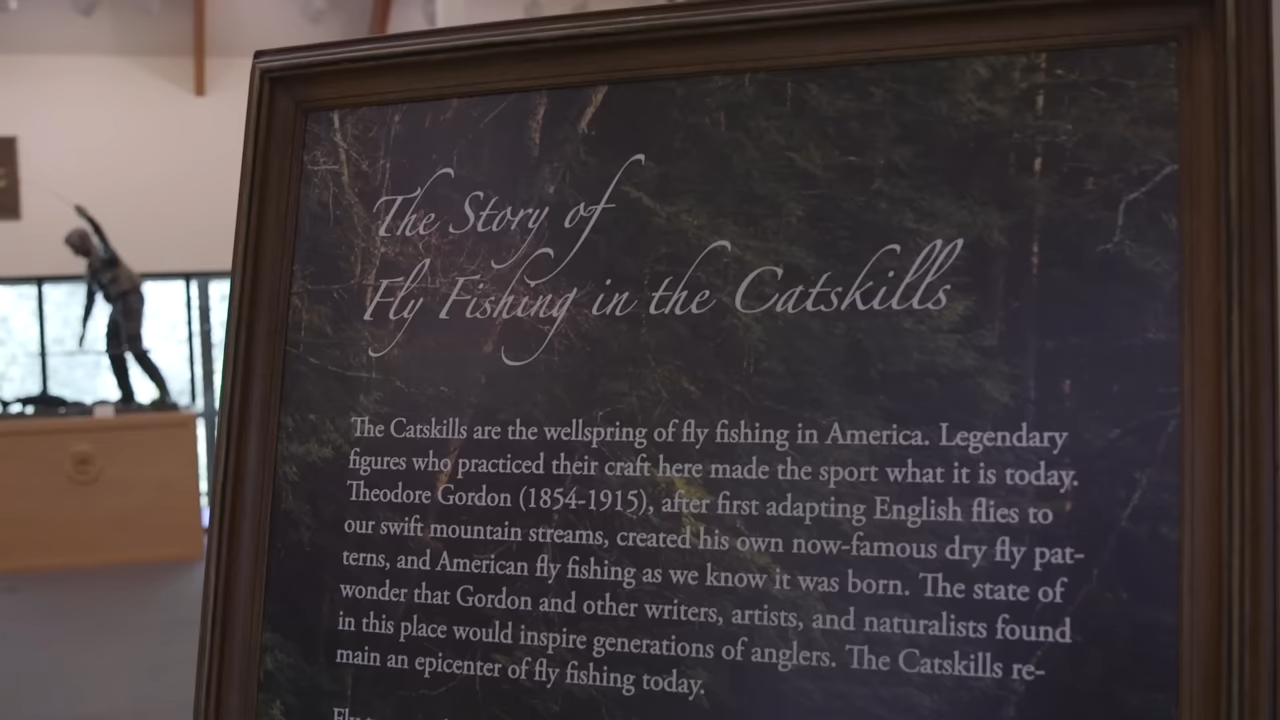 The Story of
Fly Fishing in the Catskills
The Catskills are the wellspring of fly fishing in America. Legendary
figures who practiced their craft here made the sport what it is today.
Theodore Gordon (1854-1915), after first adapting English flies to
our swift mountain streams, created his own now-famous dry fly pat-
terns, and American fly fishing as we know it was born. The state of
wonder that Gordon and other writers, artists, and naturalists found
in this place would inspire generations of anglers. The Catskills re-
main an epicenter of fly fishing today.
Fly